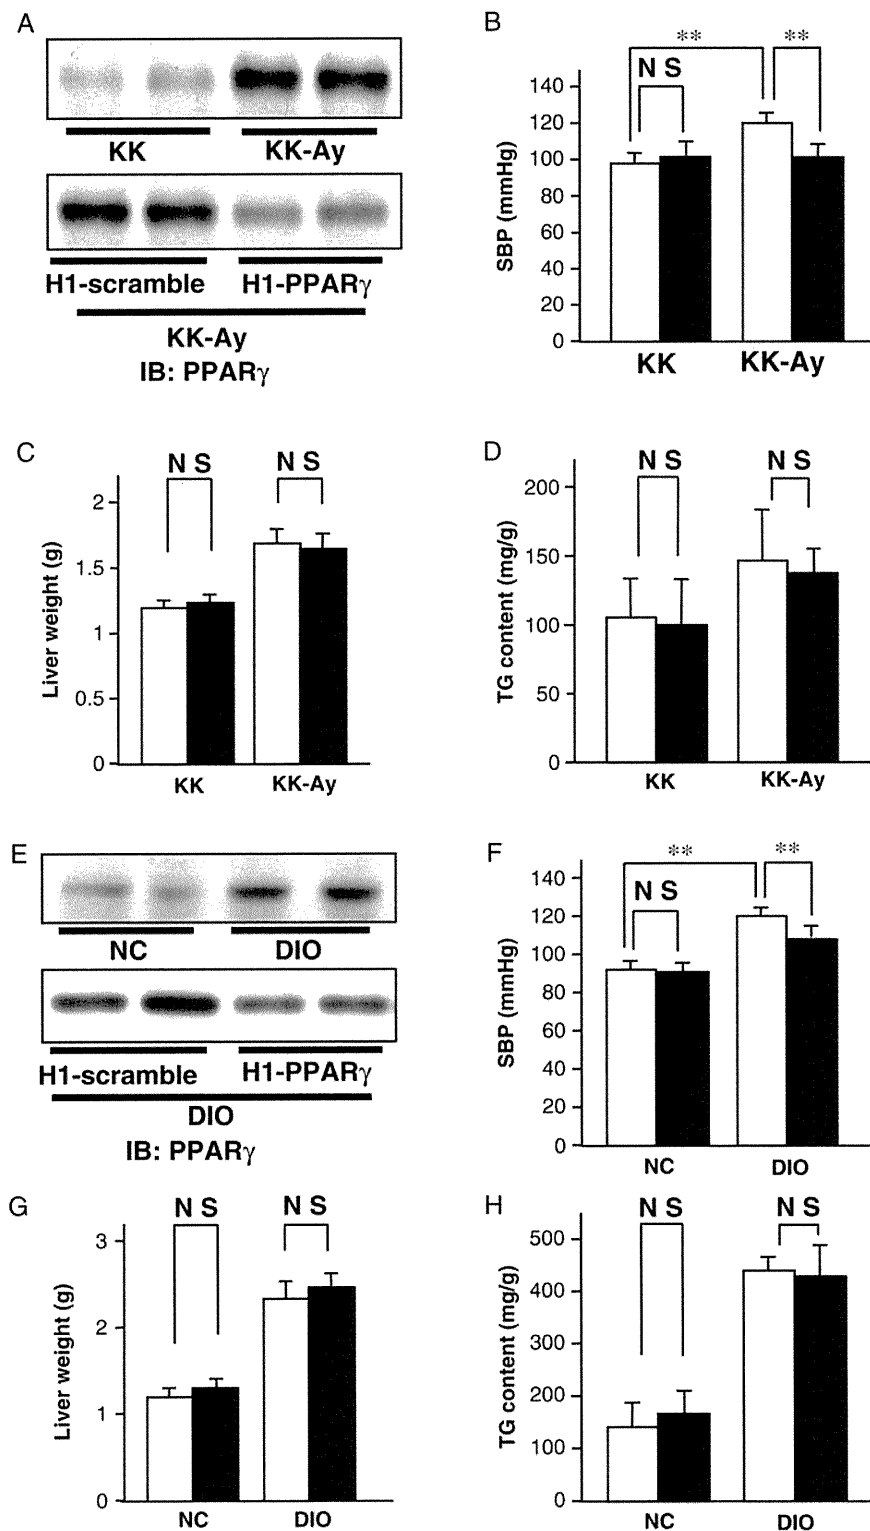 A
KK KK-Ay
H1-scramble H1-PPARγ
KK-Ay
IB: PPARγ
B
** **
N S
140
120
100
80
60
40
20
0
SBP (mmHg)
KK KK-Ay
C
N S N S
2
1.5
1
0.5
0
Liver weight (g)
KK KK-Ay
D
N S N S
200
150
100
50
0
TG content (mg/g)
KK KK-Ay
E
NC DIO
H1-scramble H1-PPARγ
DIO
IB: PPARγ
F
** **
N S
140
120
100
80
60
40
20
0
SBP (mmHg)
NC DIO
G
N S N S
3
2
1
0
Liver weight (g)
NC DIO
H
N S N S
500
400
300
200
100
0
TG content (mg/g)
NC DIO